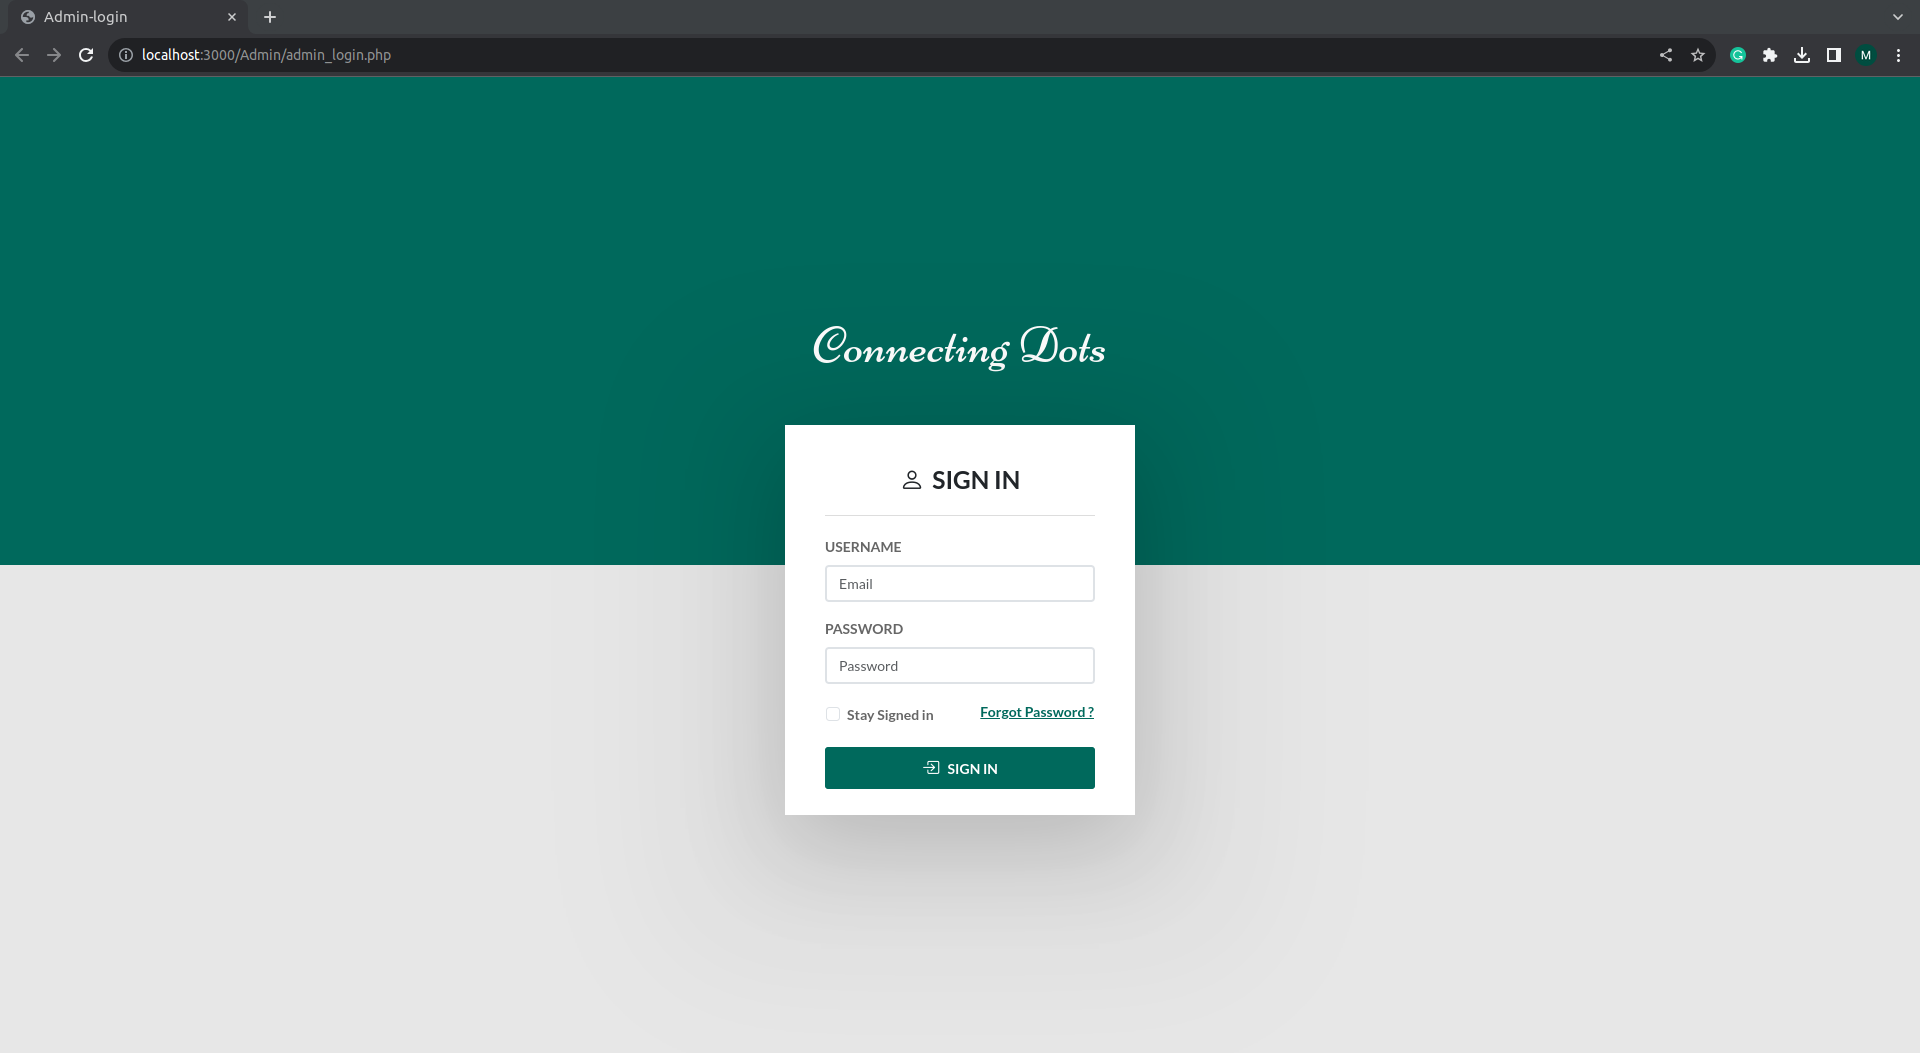 Admin-login
localhost:3000/Admin/admin_login.php
M
Connecting Dots
SIGN IN
USERNAME
Email
PASSWORD
Password
Stay Signed in Forgot Password ?
SIGN IN